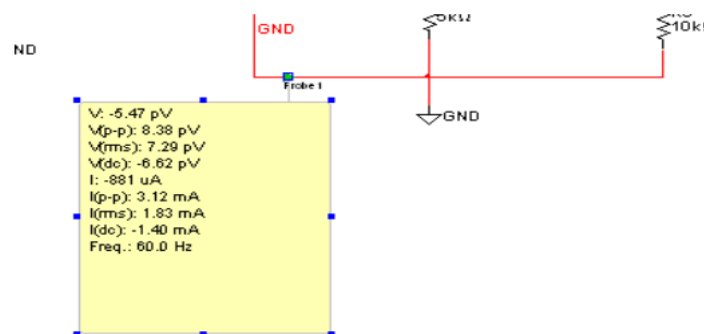 GND
ND
10k
Probe 1
V: -5.47 pV
V(p-p): 8.38 pV
V(rms): 7.29 pV
V(dc): -6.62 pV
I: -881 uA
I(p-p): 3.12 mA
I(rms): 1.83 mA
I(dc): -1.40 mA
Freq.: 60.0 Hz
GND